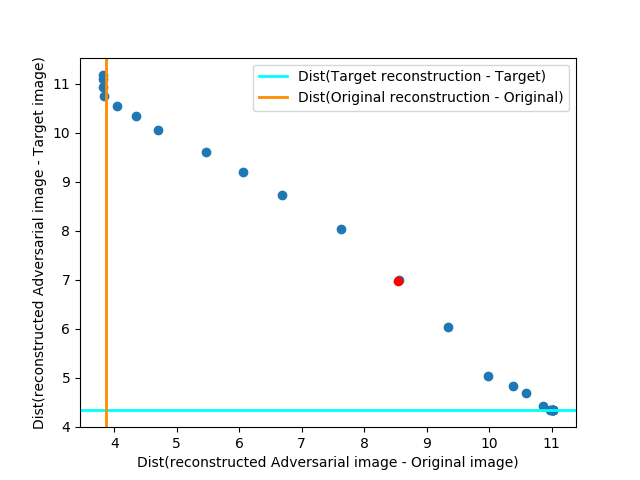 Dist(Target reconstruction - Target)
Dist(Original reconstruction - Original)
Dist(reconstructed Adversarial image - Target image)
11
10
9
8
7
6
5
4
4 5 6 7 8 9 10 11
Dist(reconstructed Adversarial image - Original image)